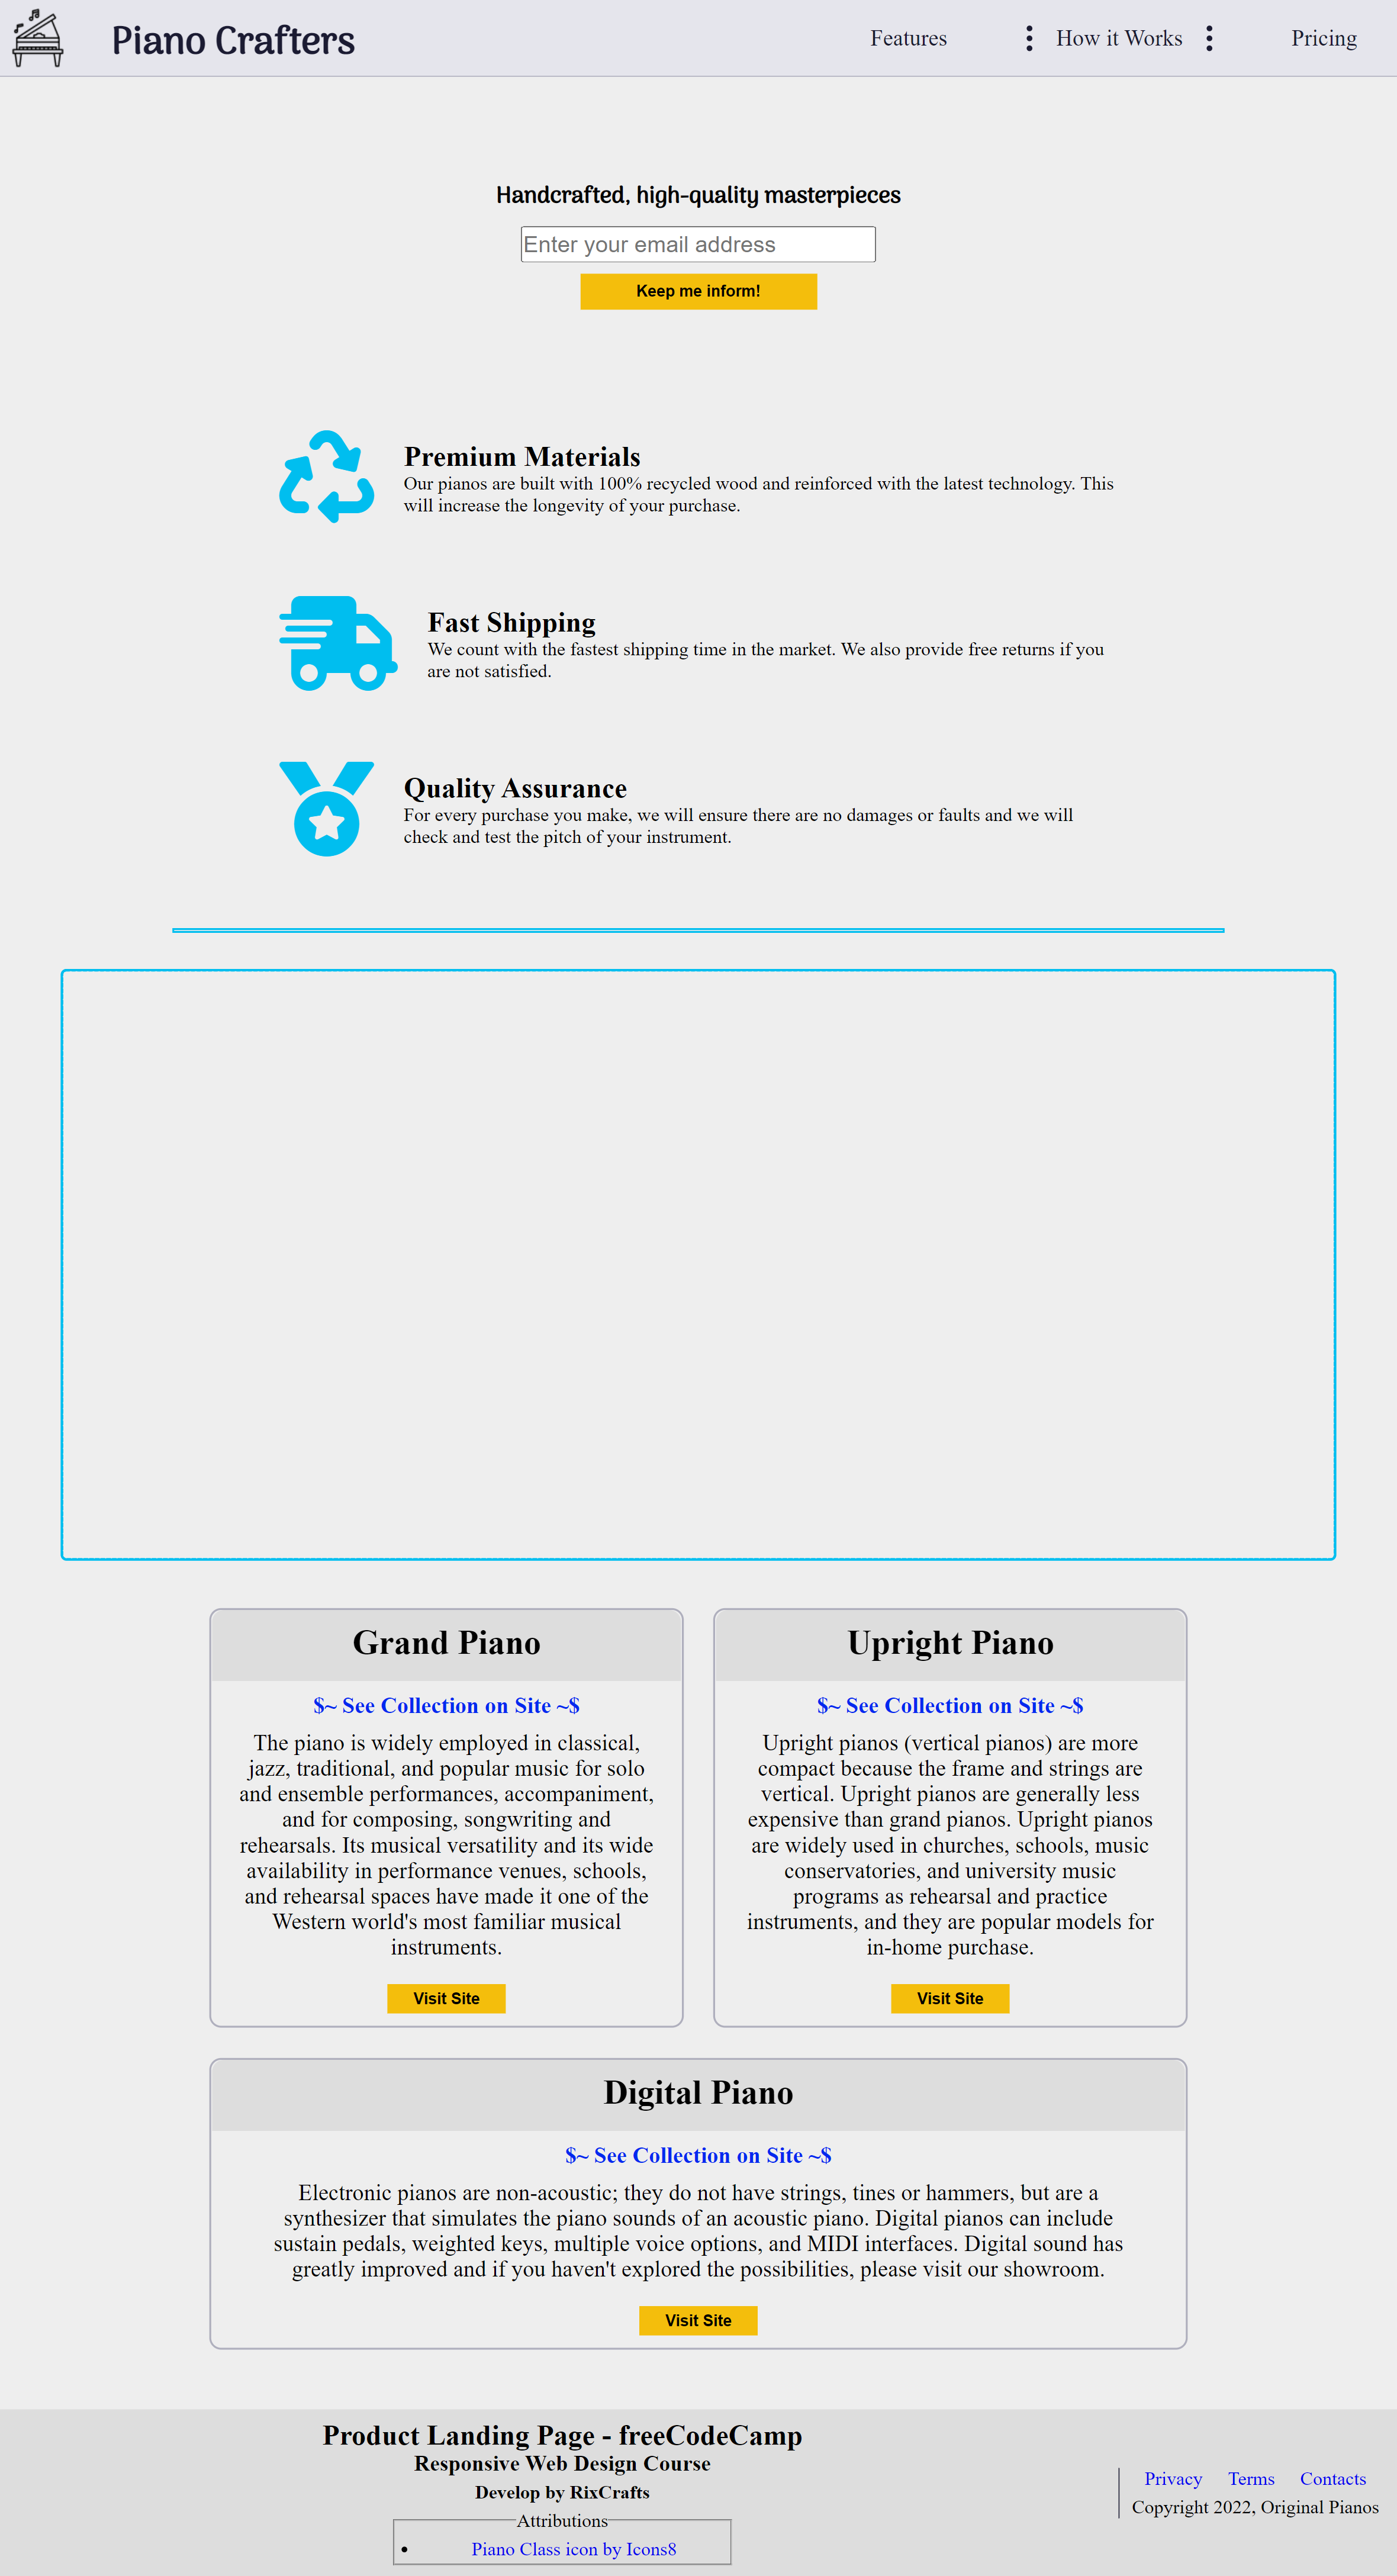 Piano Crafters
Features
How it Works
Pricing
Handcrafted, high-quality masterpieces
Enter your email address
Keep me inform!
Premium Materials
Our pianos are built with 100% recycled wood and reinforced with the latest technology. This
will increase the longevity of your purchase.
Fast Shipping
We count with the fastest shipping time in the market. We also provide free returns if you
are not satisfied.
Quality Assurance
For every purchase you make, we will ensure there are no damages or faults and we will
check and test the pitch of your instrument.
Grand Piano
$~ See Collection on Site ~$
The piano is widely employed in classical,
jazz, traditional, and popular music for solo
and ensemble performances, accompaniment,
and for composing, songwriting and
rehearsals. Its musical versatility and its wide
availability in performance venues, schools,
and rehearsal spaces have made it one of the
Western world's most familiar musical
instruments.
Visit Site
Upright Piano
$~ See Collection on Site ~$
Upright pianos (vertical pianos) are more
compact because the frame and strings are
vertical. Upright pianos are generally less
expensive than grand pianos. Upright pianos
are widely used in churches, schools, music
conservatories, and university music
programs as rehearsal and practice
instruments, and they are popular models for
in-home purchase.
Visit Site
Digital Piano
$~ See Collection on Site ~$
Electronic pianos are non-acoustic; they do not have strings, tines or hammers, but are a
synthesizer that simulates the piano sounds of an acoustic piano. Digital pianos can include
sustain pedals, weighted keys, multiple voice options, and MIDI interfaces. Digital sound has
greatly improved and if you haven't explored the possibilities, please visit our showroom.
Visit Site
Product Landing Page - freeCodeCamp
Responsive Web Design Course
Develop by RixCrafts
Attributions
• Piano Class icon by Icons8
Privacy Terms Contacts
Copyright 2022, Original Pianos